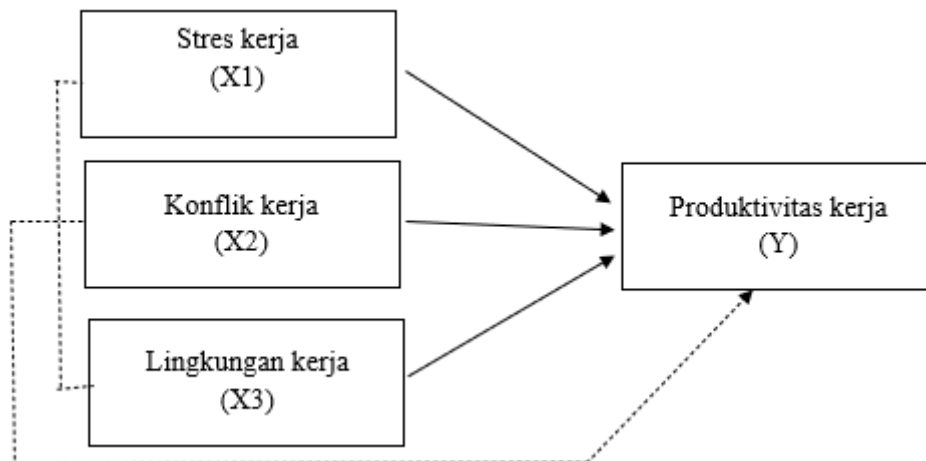 Stres kerja
(X1)
Konflik kerja
(X2)
Lingkungan kerja
(X3)
Produktivitas kerja
(Y)